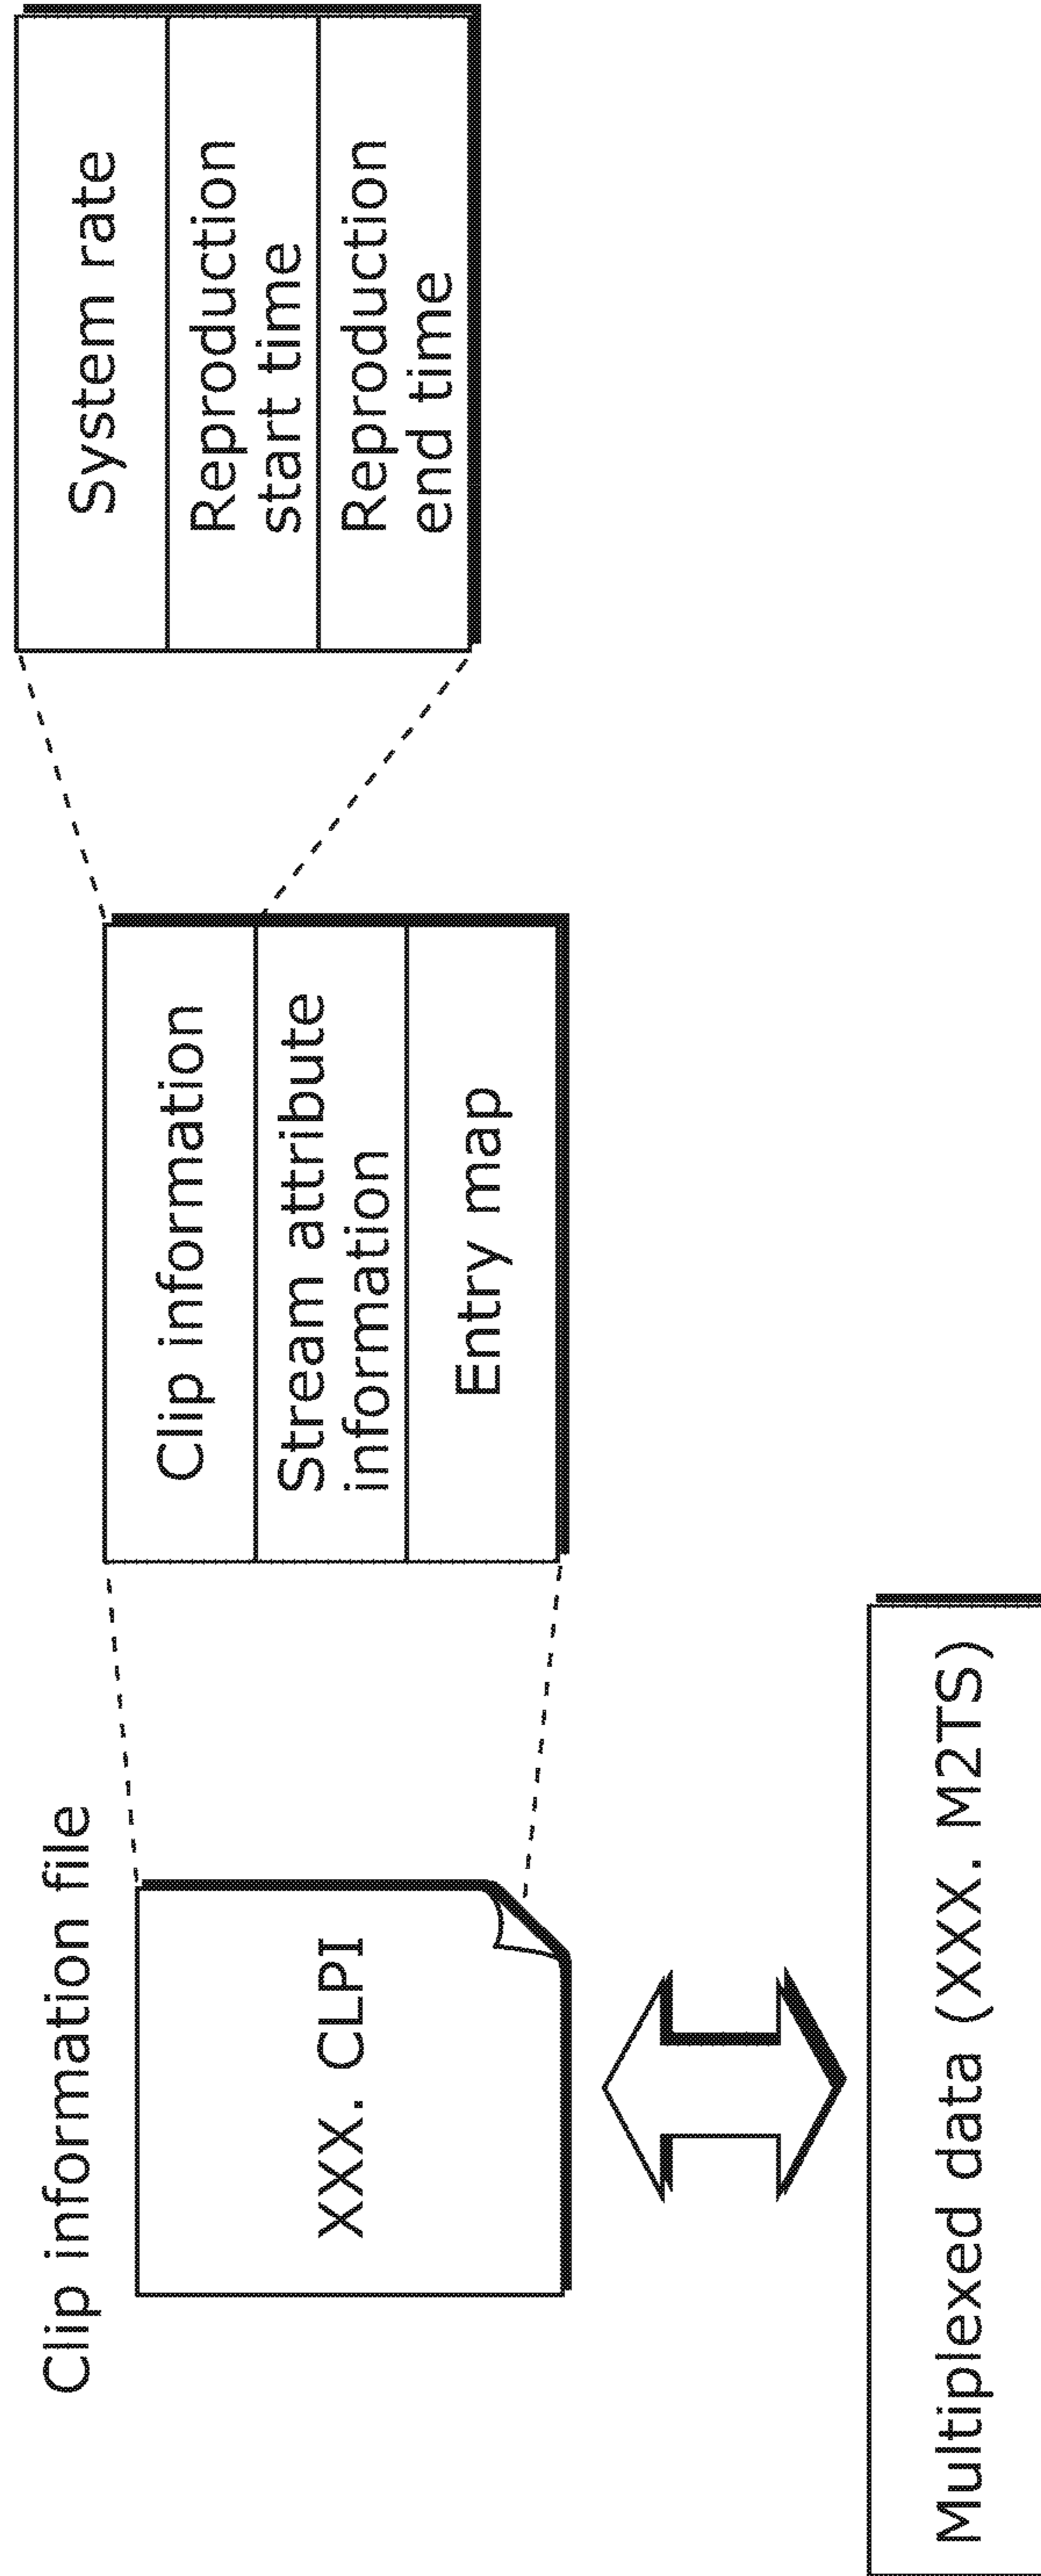 Clip information file
XXX. CLPI
Multiplexed data (XXX. M2TS)
Clip information
Stream attribute
information
Entry map
System rate
Reproduction
start time
Reproduction
end time